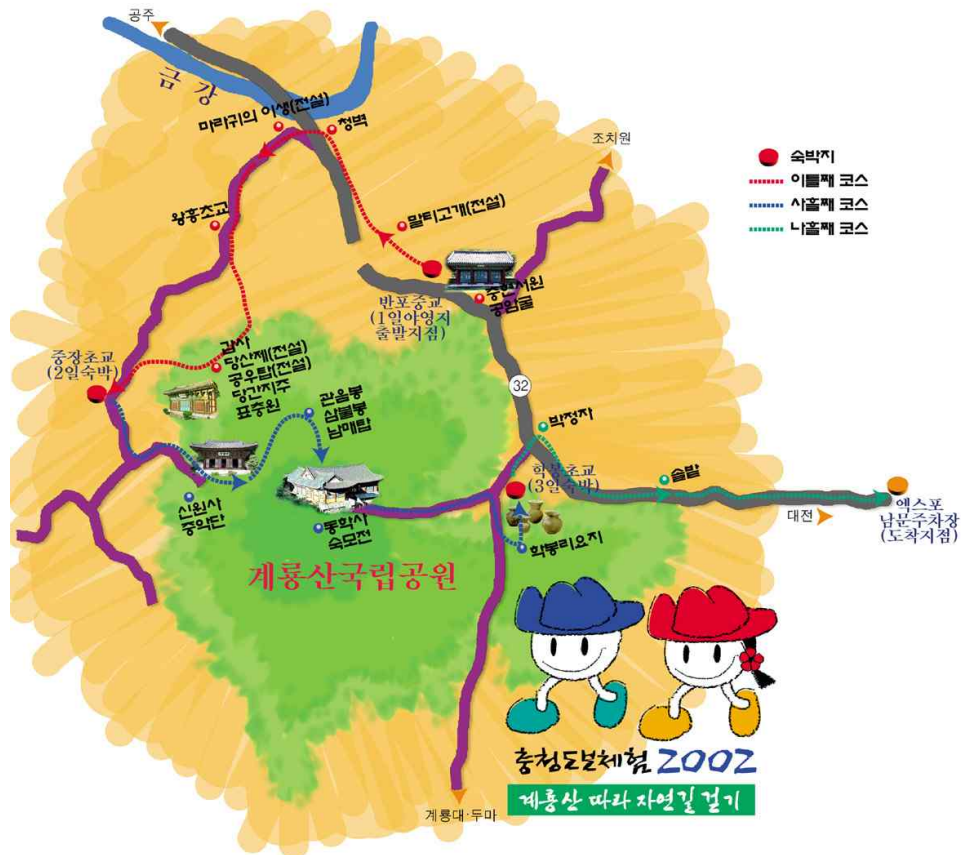 공주
금 강
마라귀의 이생(전설)
청벽
조치원
숙박지
이틀째 코스
사흘째 코스
나흘째 코스
왕흥초교
말티고개(전설)
반포중교
(1일야영지
출발지점)
충현서원
공암굴
중장초교
(2일숙박)
갑사
당산제(전설)
공우탑(전설)
당간지주
표충원
관음봉
삼불봉
남매탑
32
박정자
학봉초교
(3일숙박)
솔밭
대전
엑스포
남문주차장
(도착지점)
신원사
중악단
동학사
숙모전
학봉리요지
계룡산국립공원
충청도보체험 2002
계룡산 따라 자연길 걷기
계룡대·두마